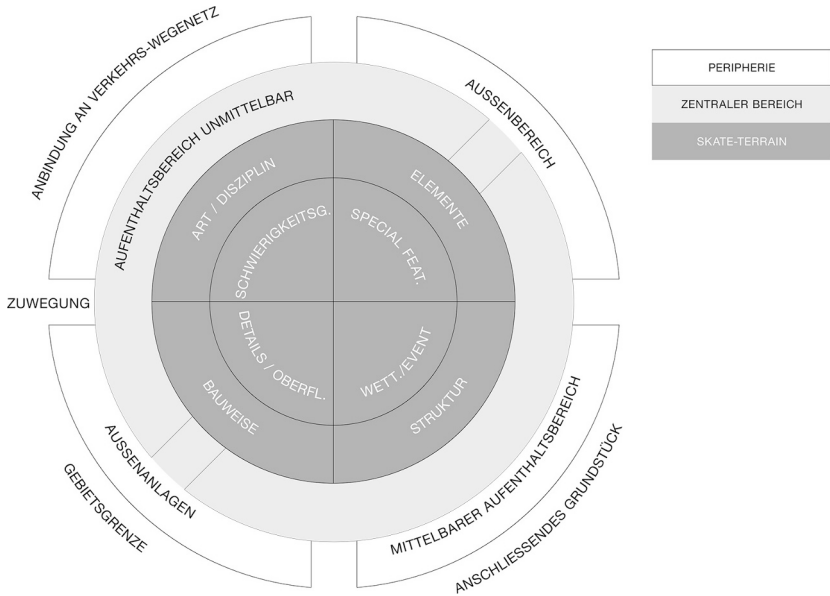 ANBINDUNG AN VERKEHRS-WEGENETZ
AUSSENBEREICH
AUFENTHALTSBEREICH UNMITTELBAR
ART / DISZIPLIN
ELEMENTE
SCHWIERIGKEITSG.
SPECIAL FEAT.
ZUWEGUNG
DETAILS / OBERFL.
WETT./EVENT
BAUWEISE
STRUKTUR
AUSSENANLAGEN
MITTELBARER AUFENTHALTSBEREICH
GEBIETSGRENZE
ANSCHLIESSENDES GRUNDSTÜCK
PERIPHERIE
ZENTRALER BEREICH
SKATE-TERRAIN